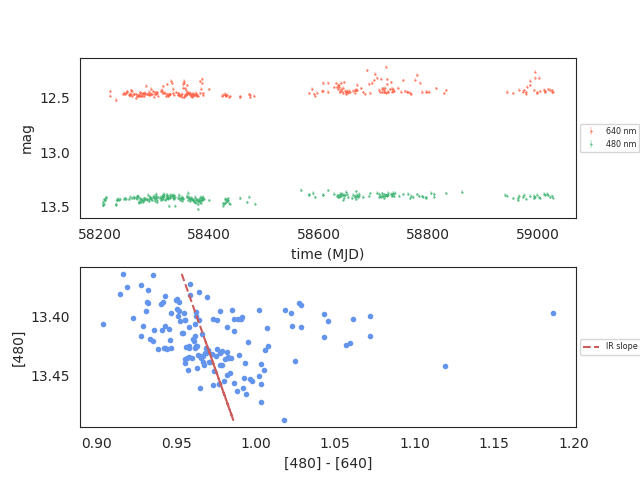 12.5
13.0
13.5
mag
58200 58400 58600 58800 59000
time (MJD)
640 nm
480 nm
13.40
13.45
[480]
0.90 0.95 1.00 1.05 1.10 1.15 1.20
[480] - [640]
IR slope